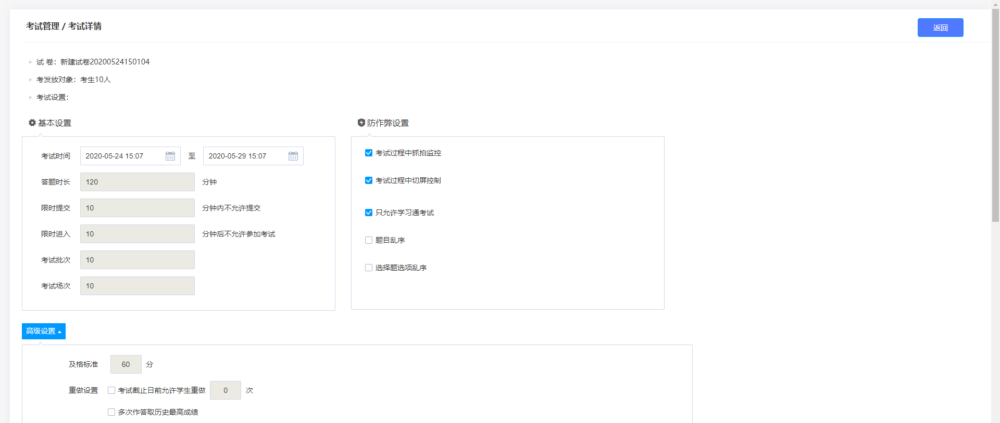 考试管理 / 考试详情
返回
试 卷：新建试卷20200524150104
考发放对象：考生10人
考试设置：
基本设置
考试时间 2020-05-24 15:07 至 2020-05-29 15:07
答题时长 120 分钟
限时提交 10 分钟内不允许提交
限时进入 10 分钟后不允许参加考试
考试批次 10
考试场次 10
防作弊设置
考试过程中抓拍监控
考试过程中切屏控制
只允许学习通考试
题目乱序
选择题选项乱序
高级设置
及格标准 60 分
重做设置 考试截止日前允许学生重做 0 次
多次作答取历史最高成绩